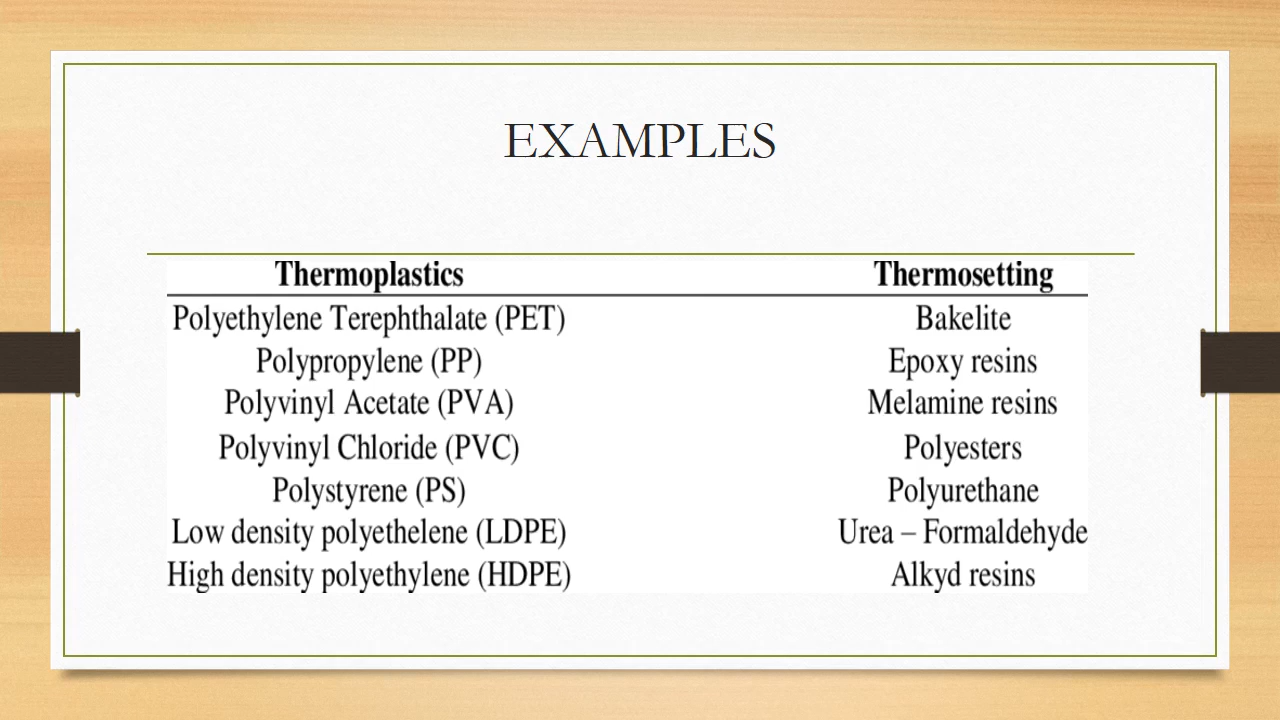 EXAMPLES
Thermoplastics Thermosetting
Polyethylene Terephthalate (PET) Bakelite
Polypropylene (PP) Epoxy resins
Polyvinyl Acetate (PVA) Melamine resins
Polyvinyl Chloride (PVC) Polyesters
Polystyrene (PS) Polyurethane
Low density polyethelene (LDPE) Urea – Formaldehyde
High density polyethylene (HDPE) Alkyd resins